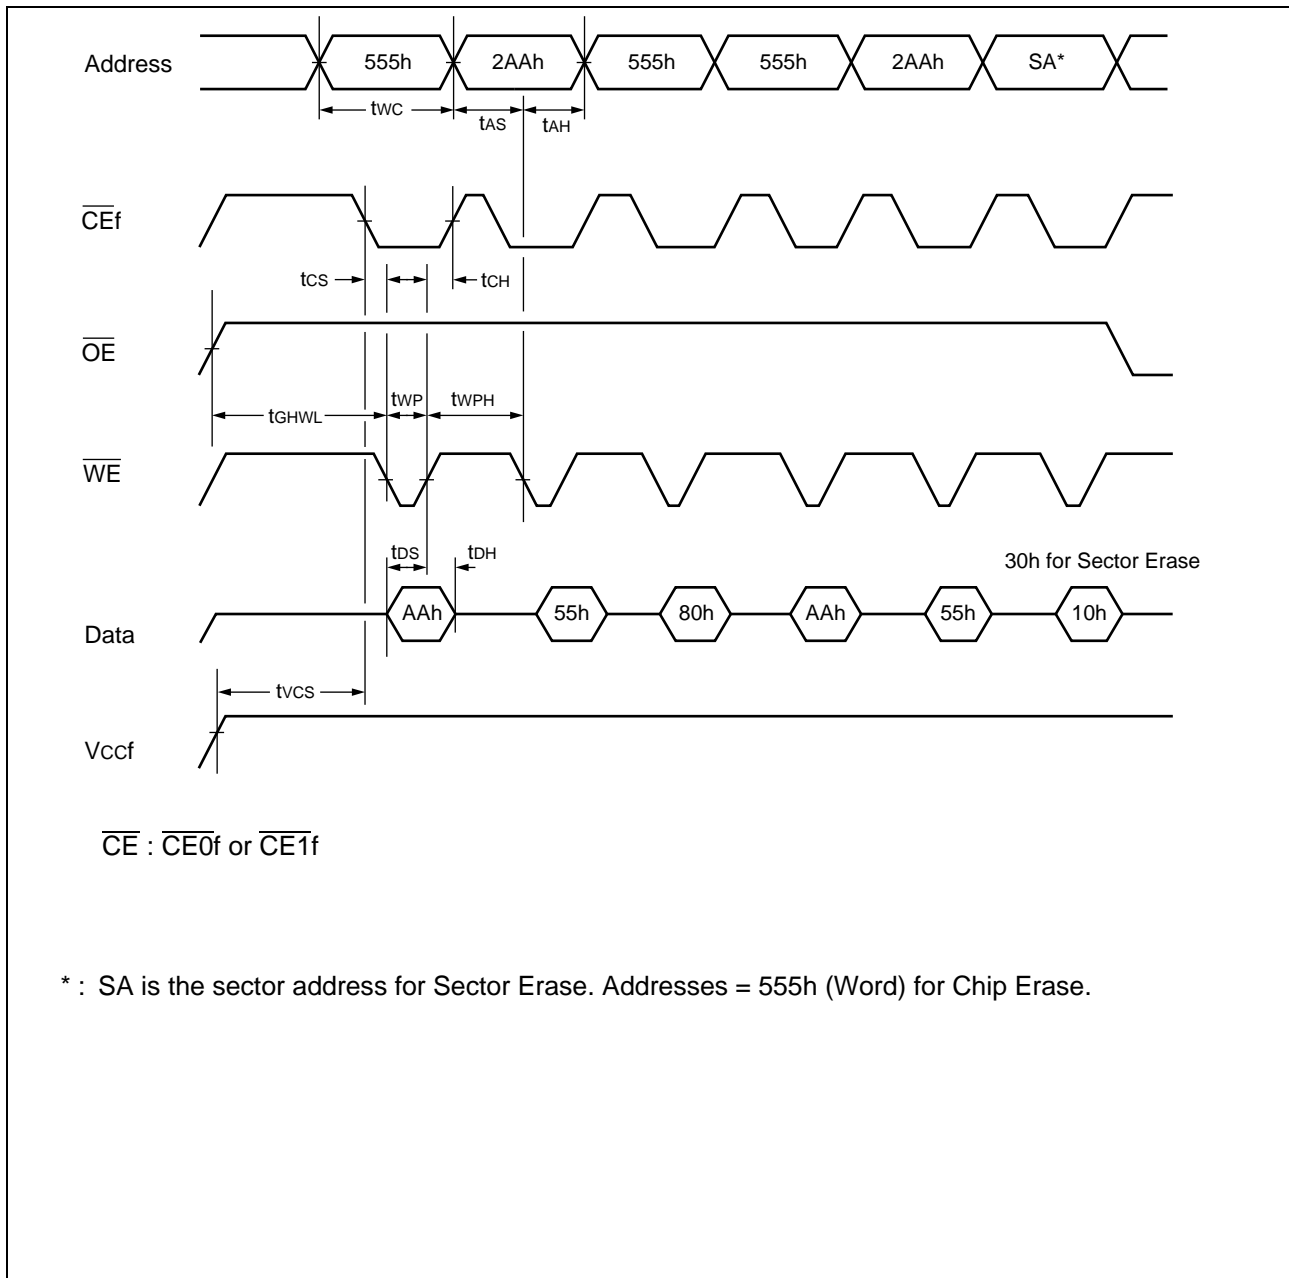 Address 555h 2AAh 555h 555h 2AAh SA*
tWC tAS tAH
CEf
tCS tCH
OE
tGHWL tWP tWPH
WE
tDS tDH
30h for Sector Erase
Data AAh 55h 80h AAh 55h 10h
tVCS
VCCf
CE : CE0f or CE1f
* : SA is the sector address for Sector Erase. Addresses = 555h (Word) for Chip Erase.